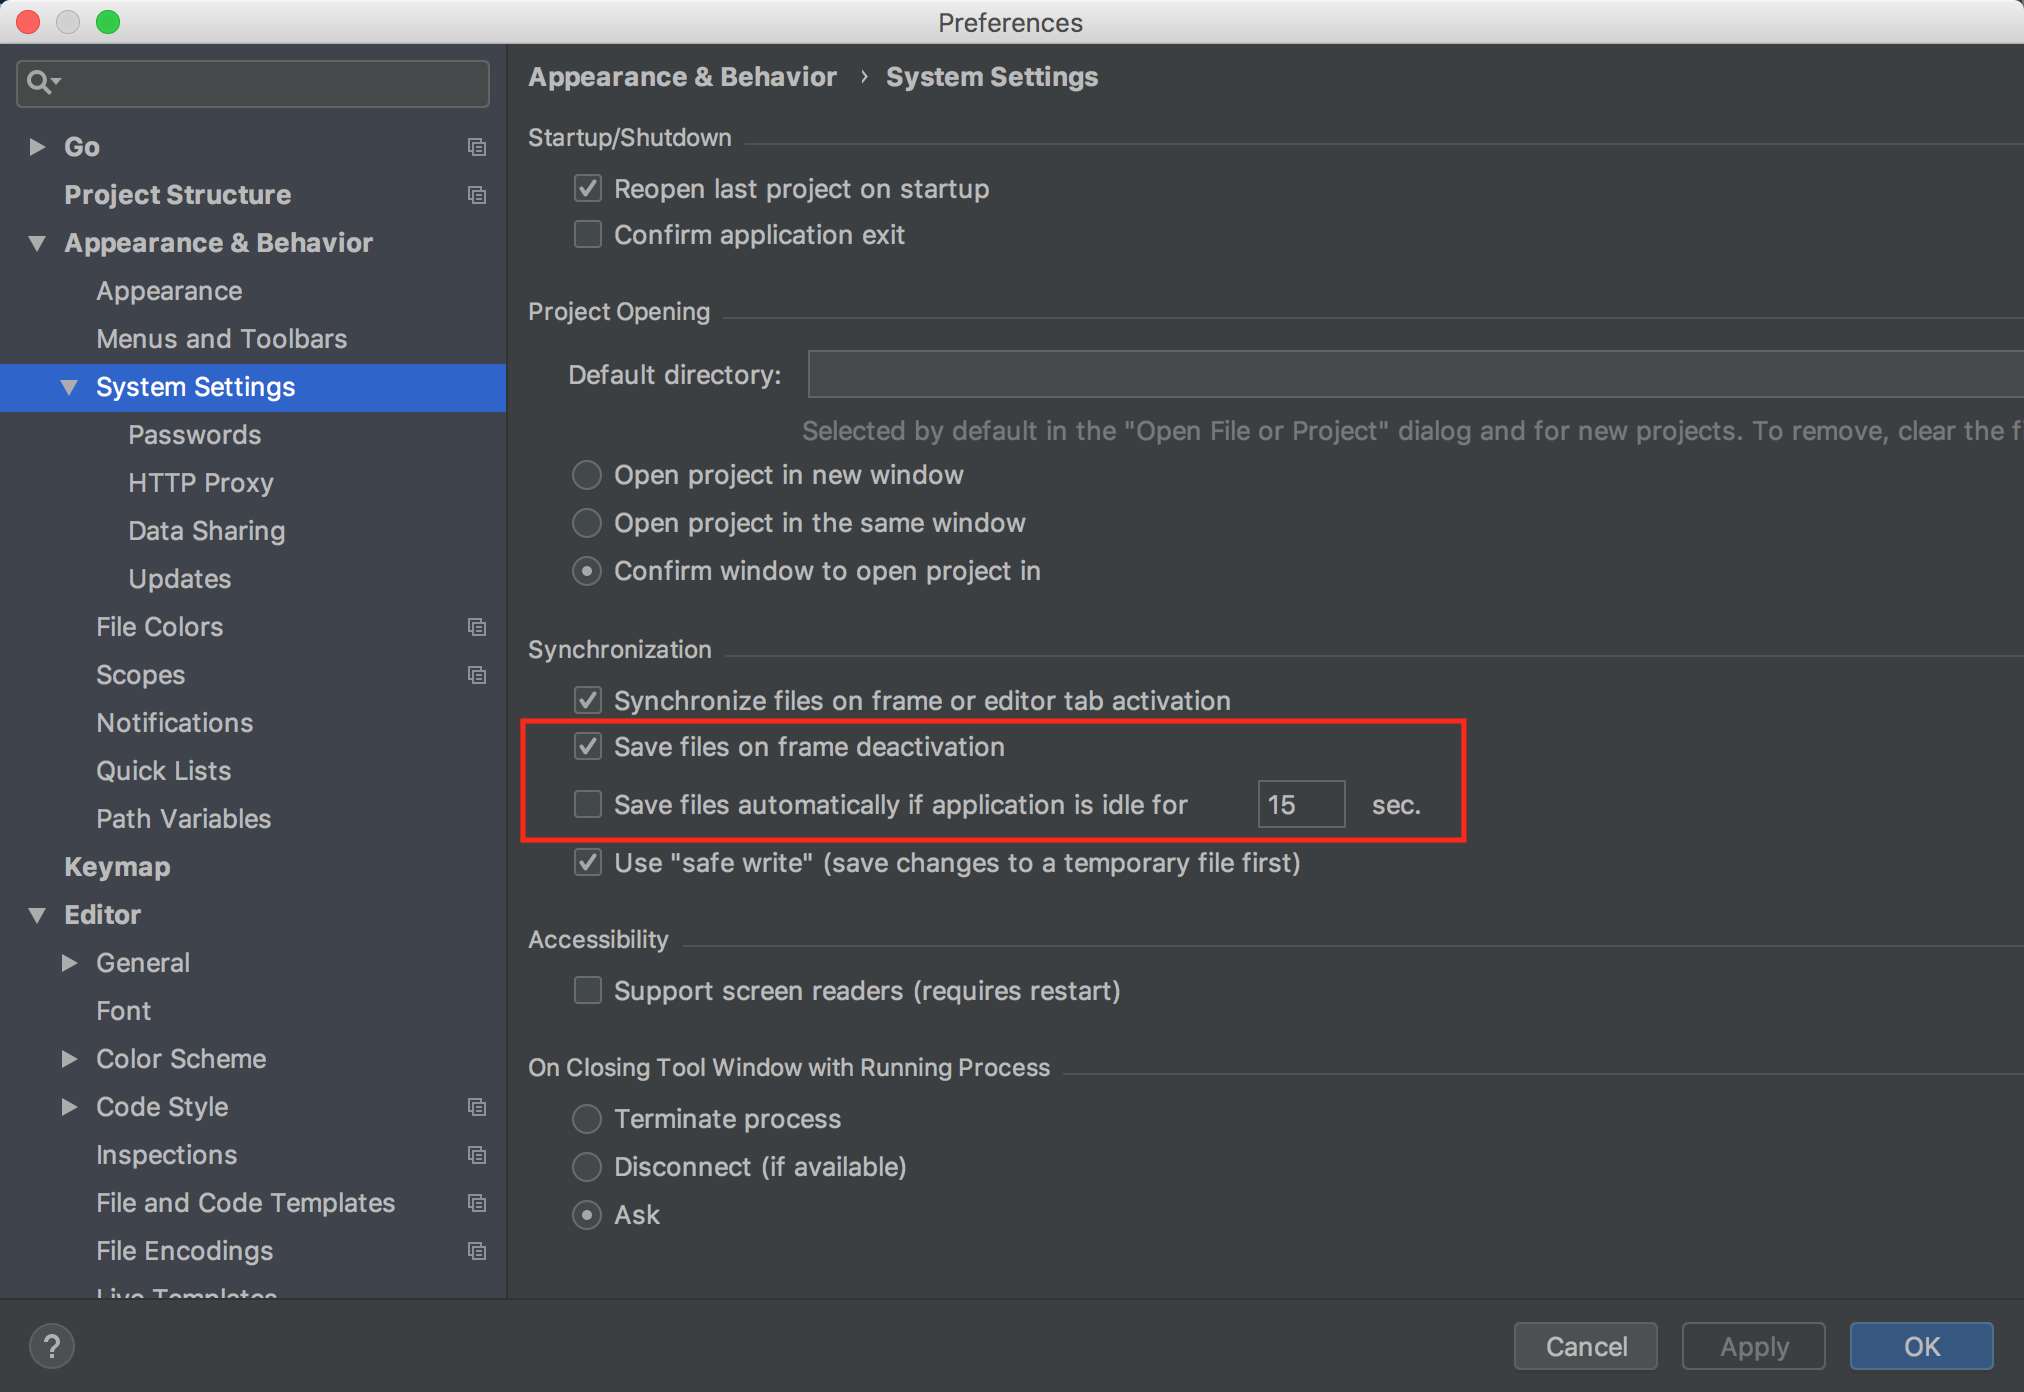 Preferences
Go
Project Structure
Appearance & Behavior
Appearance
Menus and Toolbars
System Settings
Passwords
HTTP Proxy
Data Sharing
Updates
File Colors
Scopes
Notifications
Quick Lists
Path Variables
Keymap
Editor
General
Font
Color Scheme
Code Style
Inspections
File and Code Templates
File Encodings
Live Templates
Appearance & Behavior › System Settings
Startup/Shutdown
Reopen last project on startup
Confirm application exit
Project Opening
Default directory:
Selected by default in the "Open File or Project" dialog and for new projects. To remove, clear the
Open project in new window
Open project in the same window
Confirm window to open project in
Synchronization
Synchronize files on frame or editor tab activation
Save files on frame deactivation
Save files automatically if application is idle for 15 sec.
Use "safe write" (save changes to a temporary file first)
Accessibility
Support screen readers (requires restart)
On Closing Tool Window with Running Process
Terminate process
Disconnect (if available)
Ask
?
Cancel
Apply
OK